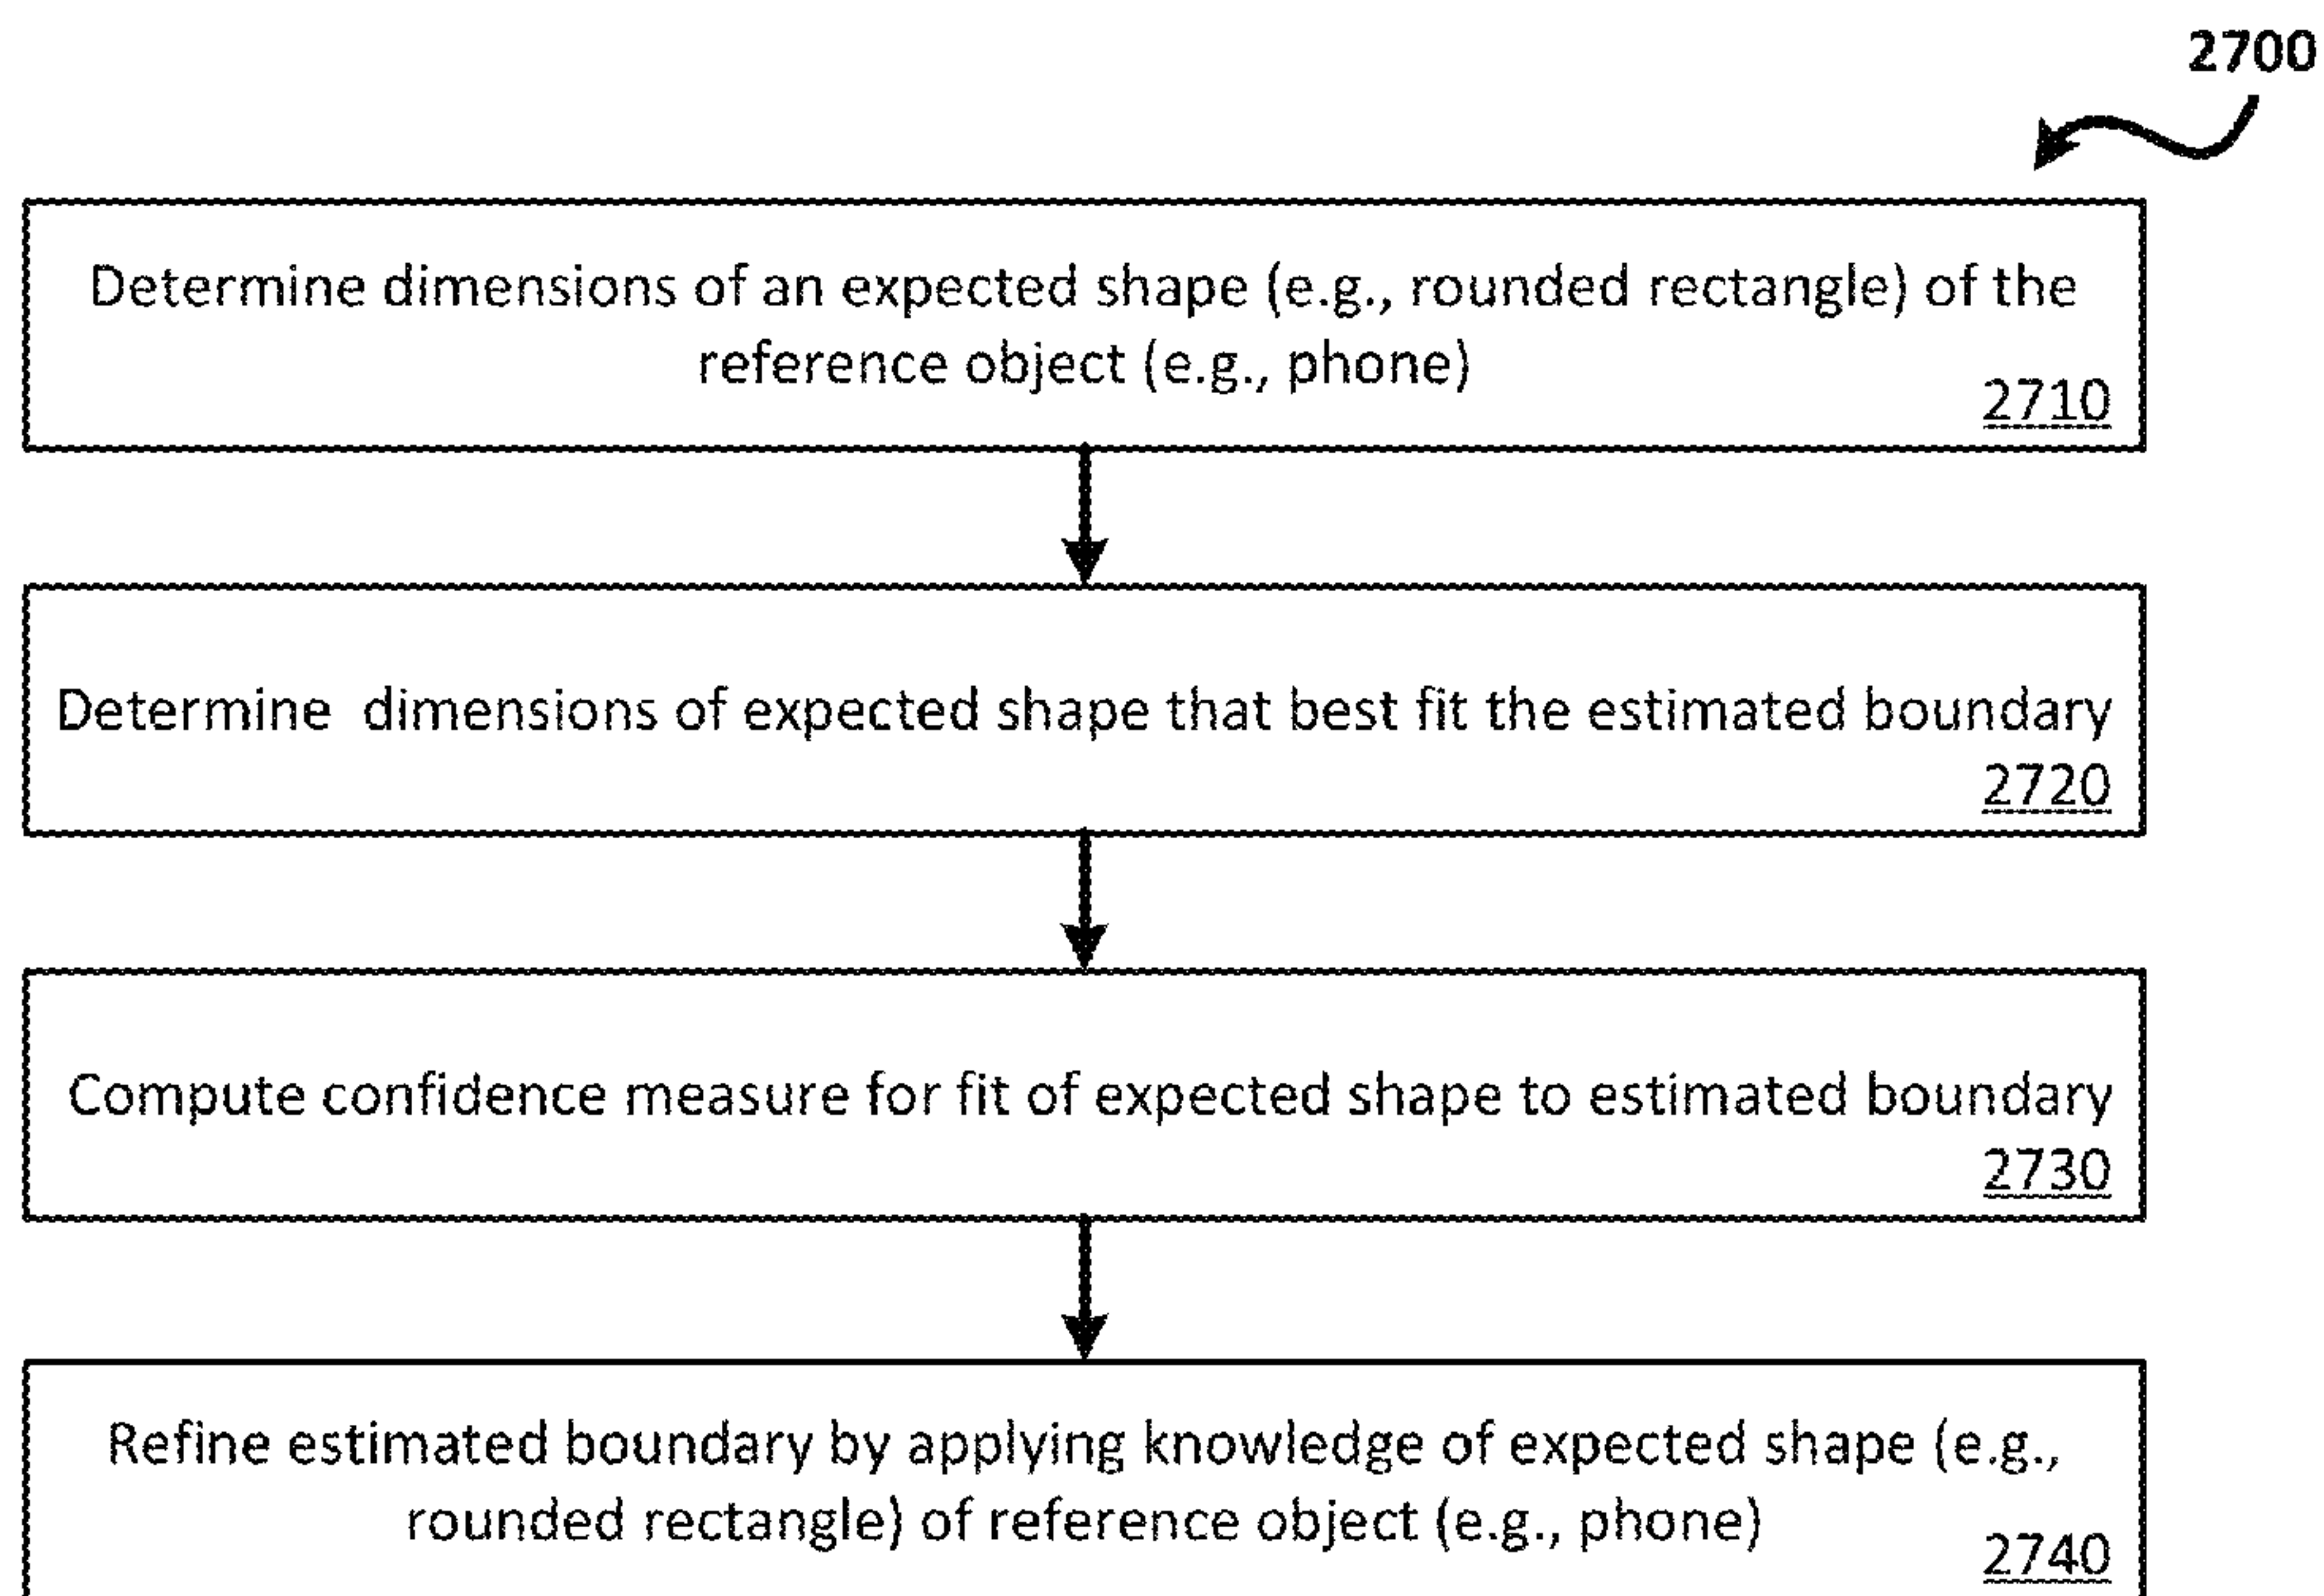 2700
Determine dimensions of an expected shape (e.g., rounded rectangle) of the
reference object (e.g., phone)
2710
Determine dimensions of expected shape that best fit the estimated boundary
2720
Compute confidence measure for fit of expected shape to estimated boundary
2730
Refine estimated boundary by applying knowledge of expected shape (e.g.,
rounded rectangle) of reference object (e.g., phone)
2740